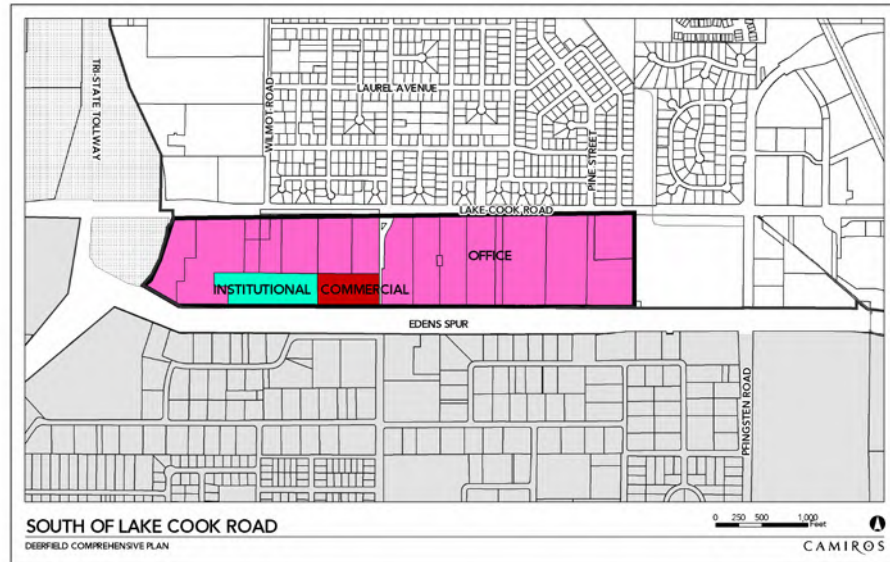 TRI-STATE TOLLWAY
WILMOT ROAD
LAUREL AVENUE
PINE STREET
LAKE-COOK ROAD
OFFICE
INSTITUTIONAL
COMMERCIAL
EDENS SPUR
PFINGSTEN ROAD
SOUTH OF LAKE COOK ROAD
DEERFIELD COMPREHENSIVE PLAN
0 250 500 1,000
Feet
CAMIROS